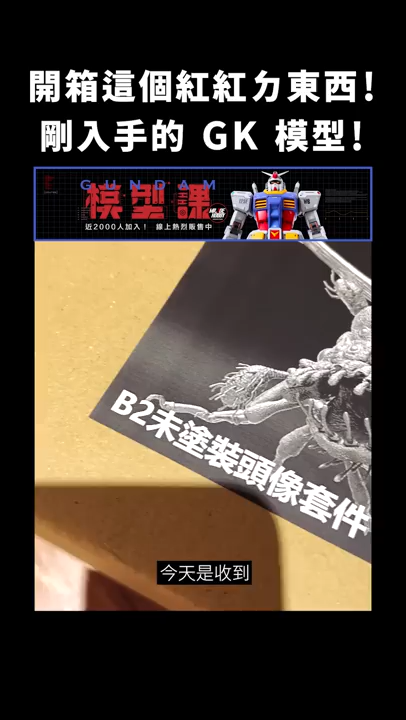 開箱這個紅紅ㄉ東西!
剛入手的 GK 模型!
GUNDAM
模型課
近2000人加入! 線上熱烈販售中
B2未塗裝頭像套件
今天是收到